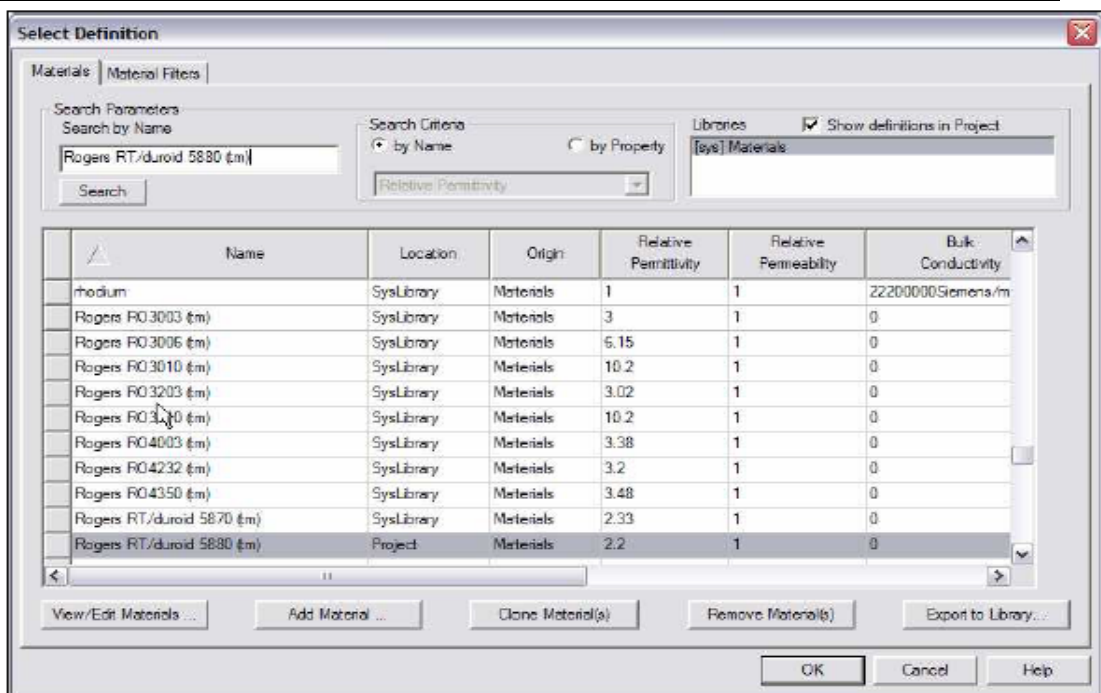 Select Definition
Materials Material Filters
Search Parameters
Search by Name
Rogers RT/duroid 5880 (tm)
Search
Search Criteria
by Name by Property
Relative Permittivity
Libraries Show definitions in Project
[sys] Materials
Name Location Origin Relative Permittivity Relative Permeability Bulk Conductivity
rhodium SysLibrary Materials 1 1 22200000Siemens/m
Rogers RO3003 (tm) SysLibrary Materials 3 1 0
Rogers RO3006 (tm) SysLibrary Materials 6.15 1 0
Rogers RO3010 (tm) SysLibrary Materials 10.2 1 0
Rogers RO3203 (tm) SysLibrary Materials 3.02 1 0
Rogers (tm) SysLibrary Materials 10.2 1 0
Rogers RO4003 (tm) SysLibrary Materials 3.38 1 0
Rogers RO4232 (tm) SysLibrary Materials 3.2 1 0
Rogers RO4350 (tm) SysLibrary Materials 3.48 1 0
Rogers RT/duroid 5870 (tm) SysLibrary Materials 2.33 1 0
Rogers RT/duroid 5880 (tm) Project Materials 2.2 1 0
View/Edit Materials ... Add Material ... Clone Material(s) Remove Material(s) Export to Library...
OK Cancel Help